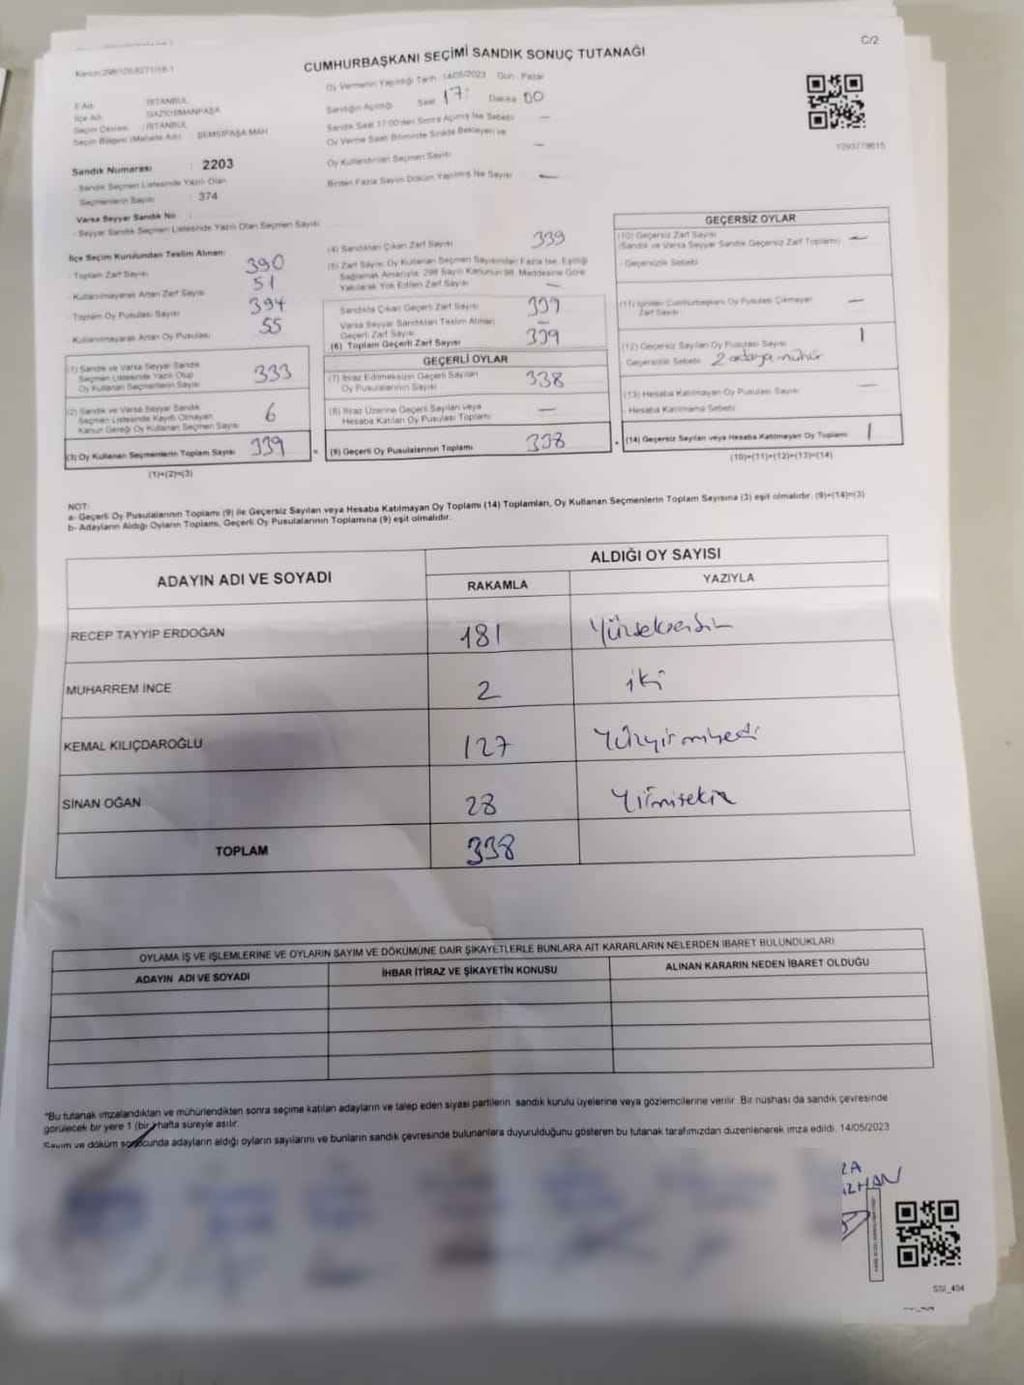 C/2
CUMHURBAŞKANI SEÇİMİ SANDIK SONUÇ TUTANAĞI
Oy Vermenin Yapıldığı Tarih : 14/05/2023 Gün : Pazar
Sandığın Açıldığı Saat 17: Dakika 00
Sandık Saat 17:00'den Sonra Açılmış İse Sebebi —
Oy Verme Saati Bitiminde Sırada Bekleyen ve
Oy Kullandırılan Seçmen Sayısı —
Birden Fazla Sayım Döküm Yapılmış İse Sayısı —
İl Adı : İSTANBUL
İlçe Adı : GAZİOSMANPAŞA
Seçim Çevresi : İSTANBUL
Seçim Bölgesi (Mahalle Adı) : ŞEMSİPAŞA MAH
Sandık Numarası : 2203
- Sandık Seçmen Listesinde Yazılı Olan
Seçmenlerin Sayısı : 374
Varsa Seyyar Sandık No :
- Seyyar Sandık Seçmen Listesinde Yazılı Olan Seçmen Sayısı
İlçe Seçim Kurulundan Teslim Alınan:
- Toplam Zarf Sayısı 390
- Kullanılmayarak Artan Zarf Sayısı 51
- Toplam Oy Pusulası Sayısı 394
- Kullanılmayarak Artan Oy Pusulası 55
(1) Sandık ve Varsa Seyyar Sandık
Seçmen Listesinde Yazılı Olup
Oy Kullanan Seçmenlerin Sayısı 333
(2) Sandık ve Varsa Seyyar Sandık
Seçmen Listesinde Kayıtlı Olmayan
Kanun Gereği Oy Kullanan Seçmen Sayısı 6
(3) Oy Kullanan Seçmenlerin Toplam Sayısı 339
(1)+(2)=(3)
(4) Sandıktan Çıkan Zarf Sayısı 339
(5) Zarf Sayısı, Oy Kullanan Seçmen Sayısından Fazla İse, Eşitliği
Sağlamak Amacıyla, 298 Sayılı Kanunun 98. Maddesine Göre
Yakılarak Yok Edilen Zarf Sayısı —
Sandıkta Çıkan Geçerli Zarf Sayısı 339
Varsa Seyyar Sandıktan Teslim Alınan
Geçerli Zarf Sayısı —
(6) Toplam Geçerli Zarf Sayısı 339
GEÇERLİ OYLAR
(7) İtiraz Edilmeksizin Geçerli Sayılan
Oy Pusulalarının Sayısı 338
(8) İtiraz Üzerine Geçerli Sayılan veya
Hesaba Katılan Oy Pusulası Toplamı —
(9) Geçerli Oy Pusulalarının Toplamı 338
GEÇERSİZ OYLAR
(10) Geçersiz Zarf Sayısı
(Sandık ve Varsa Seyyar Sandık Geçersiz Zarf Toplamı) —
- Geçersizlik Sebebi
(11) İçinden Cumhurbaşkanı Oy Pusulası Çıkmayan
Zarf Sayısı —
(12) Geçersiz Sayılan Oy Pusulası Sayısı 1
Geçersizlik Sebebi 2 adaya mühür
(13) Hesaba Katılmayan Oy Pusulası Sayısı —
- Hesaba Katılmama Sebebi
(14) Geçersiz Sayılan veya Hesaba Katılmayan Oy Toplamı 1
(10)+(11)+(12)+(13)=(14)
NOT:
a- Geçerli Oy Pusulalarının Toplamı (9) ile Geçersiz Sayılan veya Hesaba Katılmayan Oy Toplamı (14) Toplamları, Oy Kullanan Seçmenlerin Toplam Sayısına (3) eşit olmalıdır. (9)+(14)=(3)
b- Adayların Aldığı Oyların Toplamı, Geçerli Oy Pusulalarının Toplamına (9) eşit olmalıdır.
ADAYIN ADI VE SOYADI
ALDIĞI OY SAYISI
RAKAMLA YAZIYLA
RECEP TAYYIP ERDOĞAN 181 Yüzseksenbir
MUHARREM İNCE 2 iki
KEMAL KILIÇDAROĞLU 127 Yüzyirmiyedi
SİNAN OĞAN 28 Yirmisekiz
TOPLAM 338
OYLAMA İŞ VE İŞLEMLERİNE VE OYLARIN SAYIM VE DÖKÜMÜNE DAİR ŞİKAYETLERLE BUNLARA AİT KARARLARIN NELERDEN İBARET BULUNDUKLARI
ADAYIN ADI VE SOYADI İHBAR İTİRAZ VE ŞİKAYETİN KONUSU ALINAN KARARIN NEDEN İBARET OLDUĞU
*Bu tutanak imzalandıktan ve mühürlendikten sonra seçime katılan adayların ve talep eden siyasi partilerin sandık kurulu üyelerine veya gözlemcilerine verilir. Bir nüshası da sandık çevresinde
görülecek bir yere 1 (bir) hafta süreyle asılır.
Sayım ve döküm sonucunda adayların aldığı oyların sayılarını ve bunların sandık çevresinde bulunanlara duyurulduğunu gösteren bu tutanak tarafımızdan düzenlenerek imza edildi. 14/05/2023